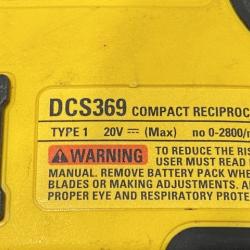 DCS369 COMPACT RECIPROC
TYPE 1 20V ⎓ (Max) no 0-2800/m
⚠WARNING TO REDUCE THE RIS
USER MUST READ
MANUAL. REMOVE BATTERY PACK WHE
BLADES OR MAKING ADJUSTMENTS. A
PROPER EYE AND RESPIRATORY PROTE